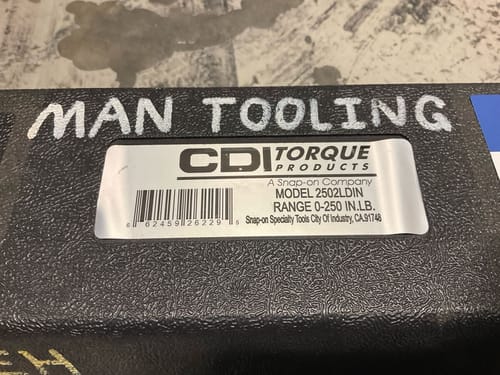 MAN TOOLING
CDI TORQUE
PRODUCTS
A Snap-on Company
MODEL 2502LDIN
RANGE 0-250 IN.LB.
Snap-on Specialty Tools City Of Industry, CA.91748
6 62459 26229 5